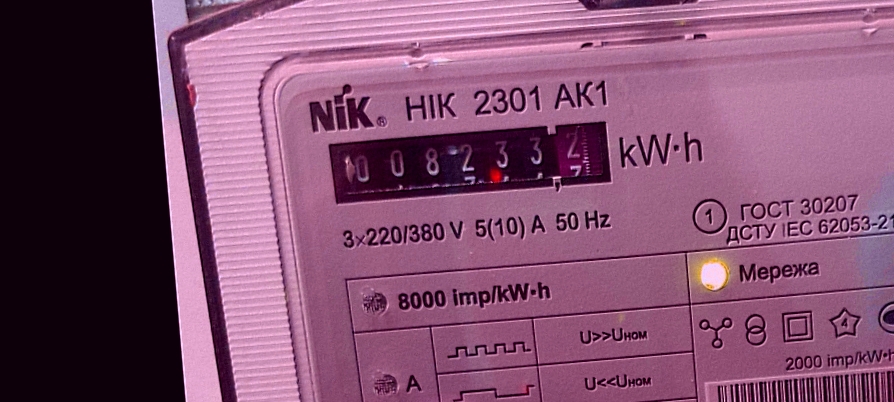 NiK® НІК 2301 АК1
0 0 8 2 3 3 2 kW·h
3×220/380 V 5(10) A 50 Hz
1 ГОСТ 30207
ДСТУ IEC 62053-21
8000 imp/kW·h
Мережа
U>>Uном
4
A
U<<Uном
2000 imp/kW·h